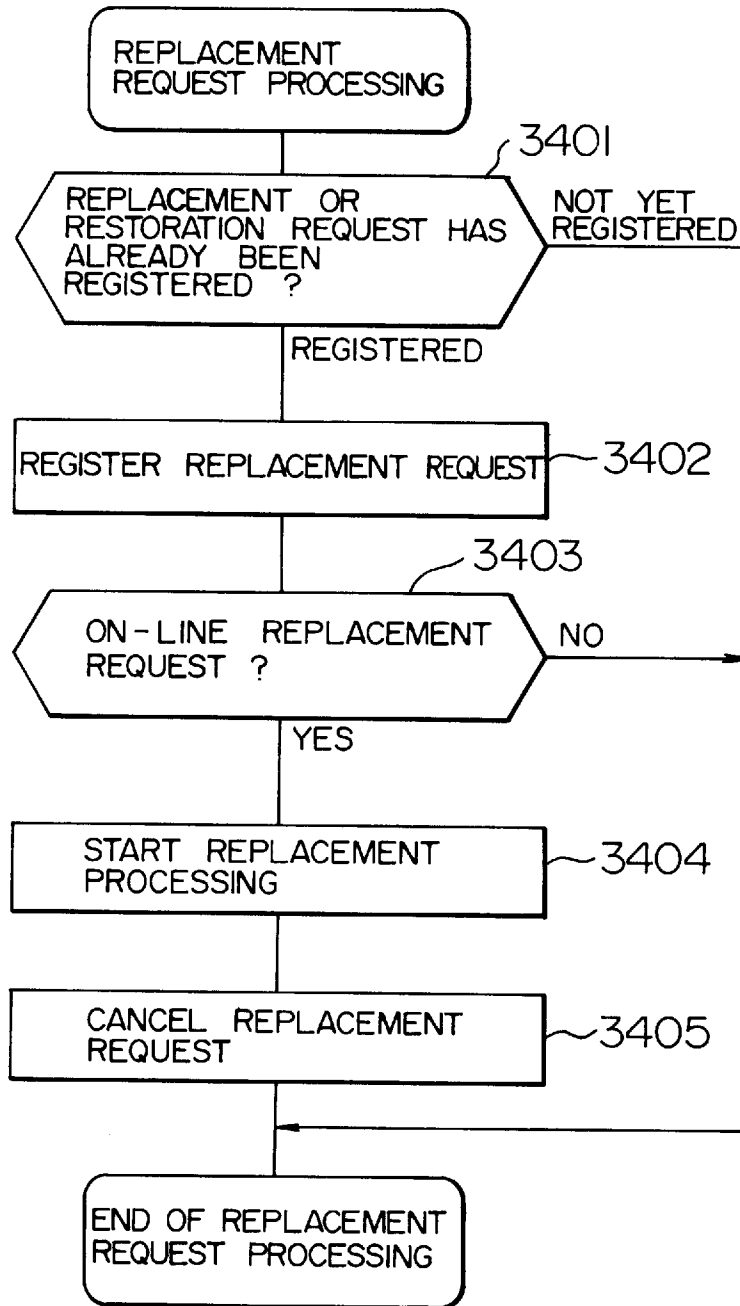 REPLACEMENT
REQUEST PROCESSING
3401
REPLACEMENT OR
RESTORATION REQUEST HAS
ALREADY BEEN
REGISTERED ?
NOT YET
REGISTERED
REGISTERED
REGISTER REPLACEMENT REQUEST
3402
3403
ON-LINE REPLACEMENT
REQUEST ?
NO
YES
START REPLACEMENT
PROCESSING
3404
CANCEL REPLACEMENT
REQUEST
3405
END OF REPLACEMENT
REQUEST PROCESSING